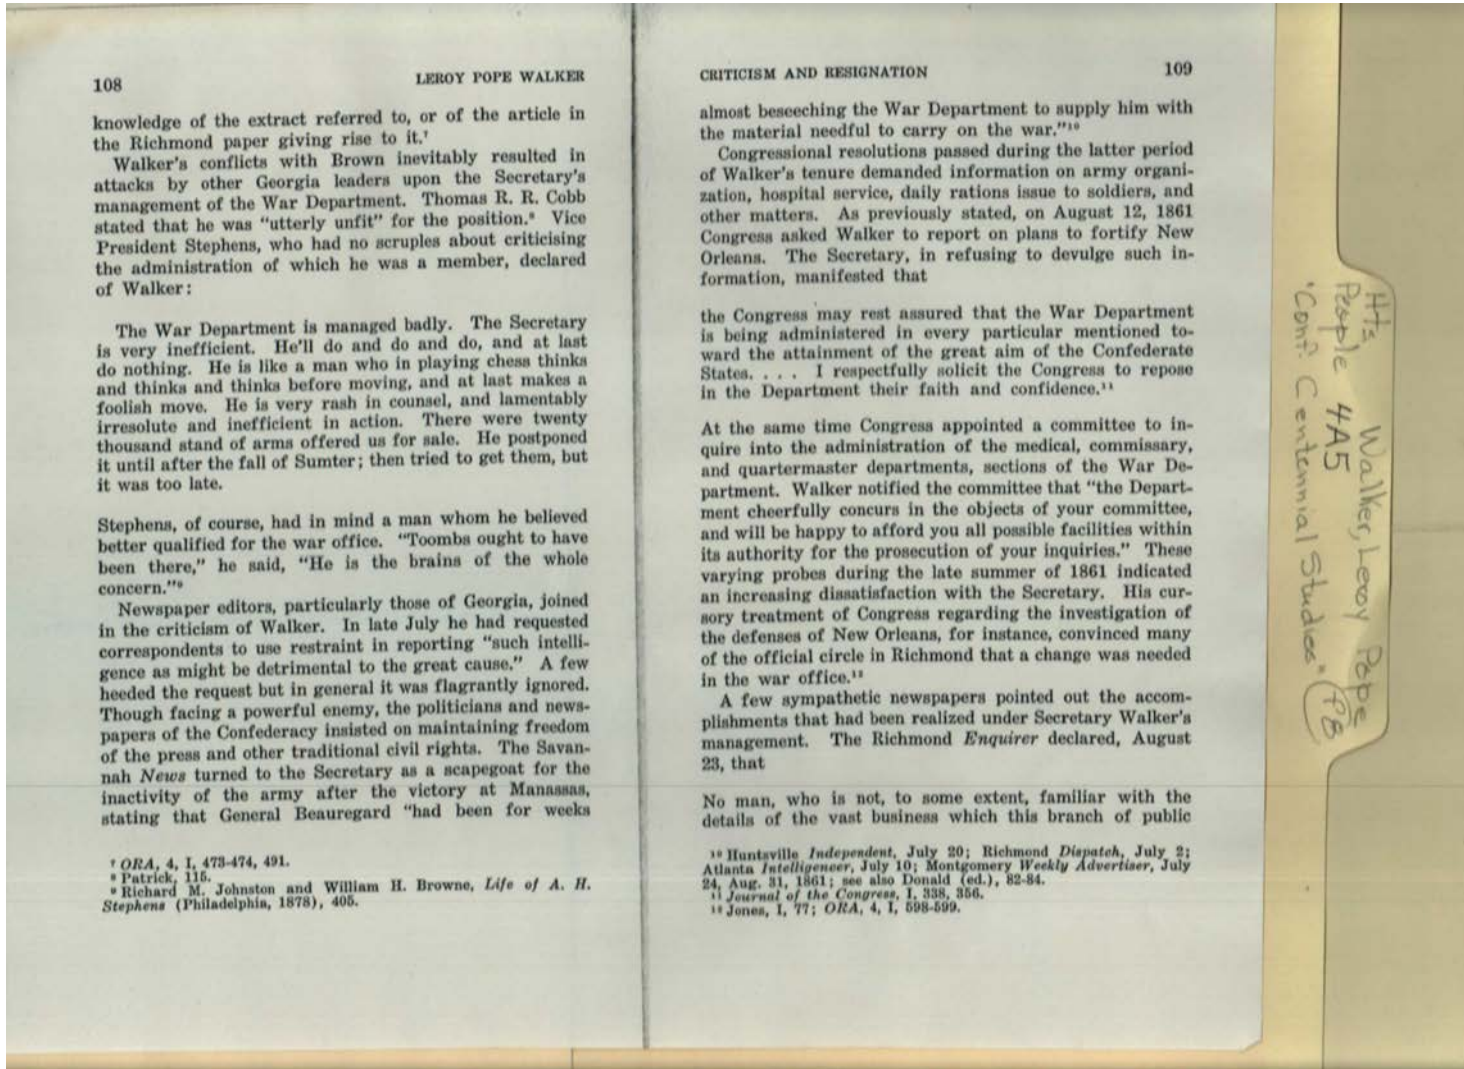 108
LEROY POPE WALKER
knowledge of the extract referred to, or of the article in
the Richmond paper giving rise to it.⁷
Walker's conflicts with Brown inevitably resulted in
attacks by other Georgia leaders upon the Secretary's
management of the War Department. Thomas R. R. Cobb
stated that he was "utterly unfit" for the position.⁸ Vice
President Stephens, who had no scruples about criticising
the administration of which he was a member, declared
of Walker:
The War Department is managed badly. The Secretary
is very inefficient. He'll do and do and do, and at last
do nothing. He is like a man who in playing chess thinks
and thinks and thinks before moving, and at last makes a
foolish move. He is very rash in counsel, and lamentably
irresolute and inefficient in action. There were twenty
thousand stand of arms offered us for sale. He postponed
it until after the fall of Sumter; then tried to get them, but
it was too late.
Stephens, of course, had in mind a man whom he believed
better qualified for the war office. "Toombs ought to have
been there," he said, "He is the brains of the whole
concern."⁹
Newspaper editors, particularly those of Georgia, joined
in the criticism of Walker. In late July he had requested
correspondents to use restraint in reporting "such intelli-
gence as might be detrimental to the great cause." A few
heeded the request but in general it was flagrantly ignored.
Though facing a powerful enemy, the politicians and news-
papers of the Confederacy insisted on maintaining freedom
of the press and other traditional civil rights. The Savan-
nah News turned to the Secretary as a scapegoat for the
inactivity of the army after the victory at Manassas,
stating that General Beauregard "had been for weeks
⁷ ORA, 4, I, 473-474, 491.
⁸ Patrick, 115.
⁹ Richard M. Johnston and William H. Browne, Life of A. H.
Stephens (Philadelphia, 1878), 405.
CRITICISM AND RESIGNATION
109
almost beseeching the War Department to supply him with
the material needful to carry on the war."¹⁰
Congressional resolutions passed during the latter period
of Walker's tenure demanded information on army organi-
zation, hospital service, daily rations issue to soldiers, and
other matters. As previously stated, on August 12, 1861
Congress asked Walker to report on plans to fortify New
Orleans. The Secretary, in refusing to devulge such in-
formation, manifested that
the Congress may rest assured that the War Department
is being administered in every particular mentioned to-
ward the attainment of the great aim of the Confederate
States. . . . I respectfully solicit the Congress to repose
in the Department their faith and confidence.¹¹
At the same time Congress appointed a committee to in-
quire into the administration of the medical, commissary,
and quartermaster departments, sections of the War De-
partment. Walker notified the committee that "the Depart-
ment cheerfully concurs in the objects of your committee,
and will be happy to afford you all possible facilities within
its authority for the prosecution of your inquiries." These
varying probes during the late summer of 1861 indicated
an increasing dissatisfaction with the Secretary. His cur-
sory treatment of Congress regarding the investigation of
the defenses of New Orleans, for instance, convinced many
of the official circle in Richmond that a change was needed
in the war office.¹²
A few sympathetic newspapers pointed out the accom-
plishments that had been realized under Secretary Walker's
management. The Richmond Enquirer declared, August
23, that
No man, who is not, to some extent, familiar with the
details of the vast business which this branch of public
¹⁰ Huntsville Independent, July 20; Richmond Dispatch, July 2;
Atlanta Intelligencer, July 10; Montgomery Weekly Advertiser, July
24, Aug. 31, 1861; see also Donald (ed.), 82-84.
¹¹ Journal of the Congress, I, 338, 356.
¹² Jones, I, 77; ORA, 4, I, 598-599.
Hts Walker, Leroy Pope
People 4A5
"Conf. Centennial Studies" PB